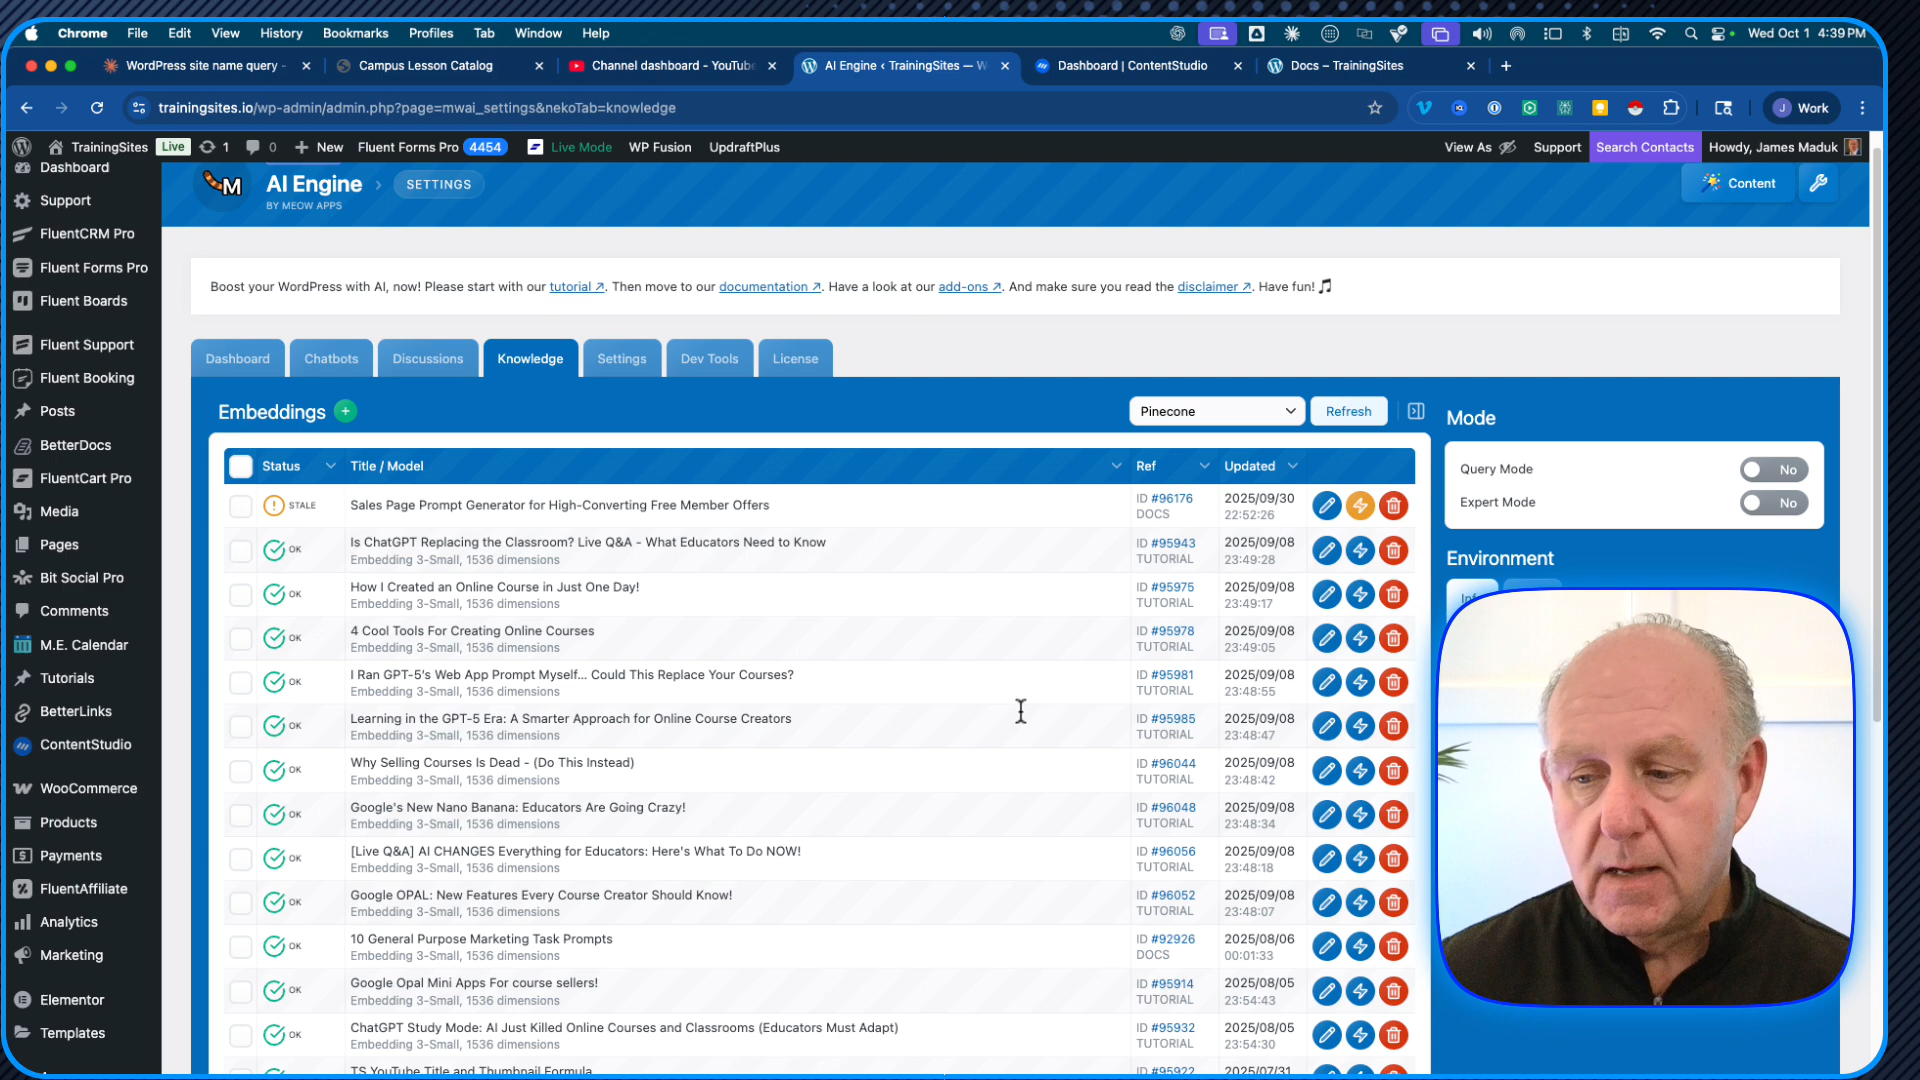 Chrome File Edit View History Bookmarks Profiles Tab Window Help Wed Oct 1 4:39 PM
WordPress site name query - Campus Lesson Catalog Channel dashboard - YouTube AI Engine ‹ TrainingSites — W Dashboard | ContentStudio Docs – TrainingSites
trainingsites.io/wp-admin/admin.php?page=mwai_settings&nekoTab=knowledge J Work
TrainingSites Live 1 0 New Fluent Forms Pro 4454 Live Mode WP Fusion UpdraftPlus View As Support Search Contacts Howdy, James Maduk
Dashboard
Support
FluentCRM Pro
Fluent Forms Pro
Fluent Boards
Fluent Support
Fluent Booking
Posts
BetterDocs
FluentCart Pro
Media
Pages
Bit Social Pro
Comments
M.E. Calendar
Tutorials
BetterLinks
ContentStudio
WooCommerce
Products
Payments
FluentAffiliate
Analytics
Marketing
Elementor
Templates
M AI Engine › SETTINGS Content
BY MEOW APPS
Boost your WordPress with AI, now! Please start with our tutorial ↗. Then move to our documentation ↗. Have a look at our add-ons ↗. And make sure you read the disclaimer ↗. Have fun! 🎵
Dashboard Chatbots Discussions Knowledge Settings Dev Tools License
Embeddings + Pinecone Refresh
Status Title / Model Ref Updated
STALE Sales Page Prompt Generator for High-Converting Free Member Offers ID #96176 2025/09/30
DOCS 22:52:26
OK Is ChatGPT Replacing the Classroom? Live Q&A - What Educators Need to Know ID #95943 2025/09/08
Embedding 3-Small, 1536 dimensions TUTORIAL 23:49:28
OK How I Created an Online Course in Just One Day! ID #95975 2025/09/08
Embedding 3-Small, 1536 dimensions TUTORIAL 23:49:17
OK 4 Cool Tools For Creating Online Courses ID #95978 2025/09/08
Embedding 3-Small, 1536 dimensions TUTORIAL 23:49:05
OK I Ran GPT-5's Web App Prompt Myself... Could This Replace Your Courses? ID #95981 2025/09/08
Embedding 3-Small, 1536 dimensions TUTORIAL 23:48:55
OK Learning in the GPT-5 Era: A Smarter Approach for Online Course Creators ID #95985 2025/09/08
Embedding 3-Small, 1536 dimensions TUTORIAL 23:48:47
OK Why Selling Courses Is Dead - (Do This Instead) ID #96044 2025/09/08
Embedding 3-Small, 1536 dimensions TUTORIAL 23:48:42
OK Google's New Nano Banana: Educators Are Going Crazy! ID #96048 2025/09/08
Embedding 3-Small, 1536 dimensions TUTORIAL 23:48:34
OK [Live Q&A] AI CHANGES Everything for Educators: Here's What To Do NOW! ID #96056 2025/09/08
Embedding 3-Small, 1536 dimensions TUTORIAL 23:48:18
OK Google OPAL: New Features Every Course Creator Should Know! ID #96052 2025/09/08
Embedding 3-Small, 1536 dimensions TUTORIAL 23:48:07
OK 10 General Purpose Marketing Task Prompts ID #92926 2025/08/06
Embedding 3-Small, 1536 dimensions DOCS 00:01:33
OK Google Opal Mini Apps For course sellers! ID #95914 2025/08/05
Embedding 3-Small, 1536 dimensions TUTORIAL 23:54:43
OK ChatGPT Study Mode: AI Just Killed Online Courses and Classrooms (Educators Must Adapt) ID #95932 2025/08/05
Embedding 3-Small, 1536 dimensions TUTORIAL 23:54:30
TS YouTube Title and Thumbnail Formula ID #95922 2025/07/31
Mode
Query Mode No
Expert Mode No
Environment